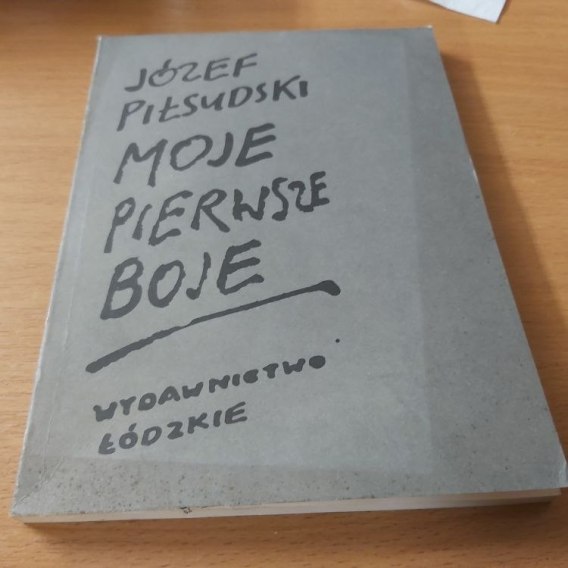 JÓZEF
PIŁSUDSKI
MOJE
PIERWSZE
BOJE
WYDAWNICTWO
ŁÓDZKIE